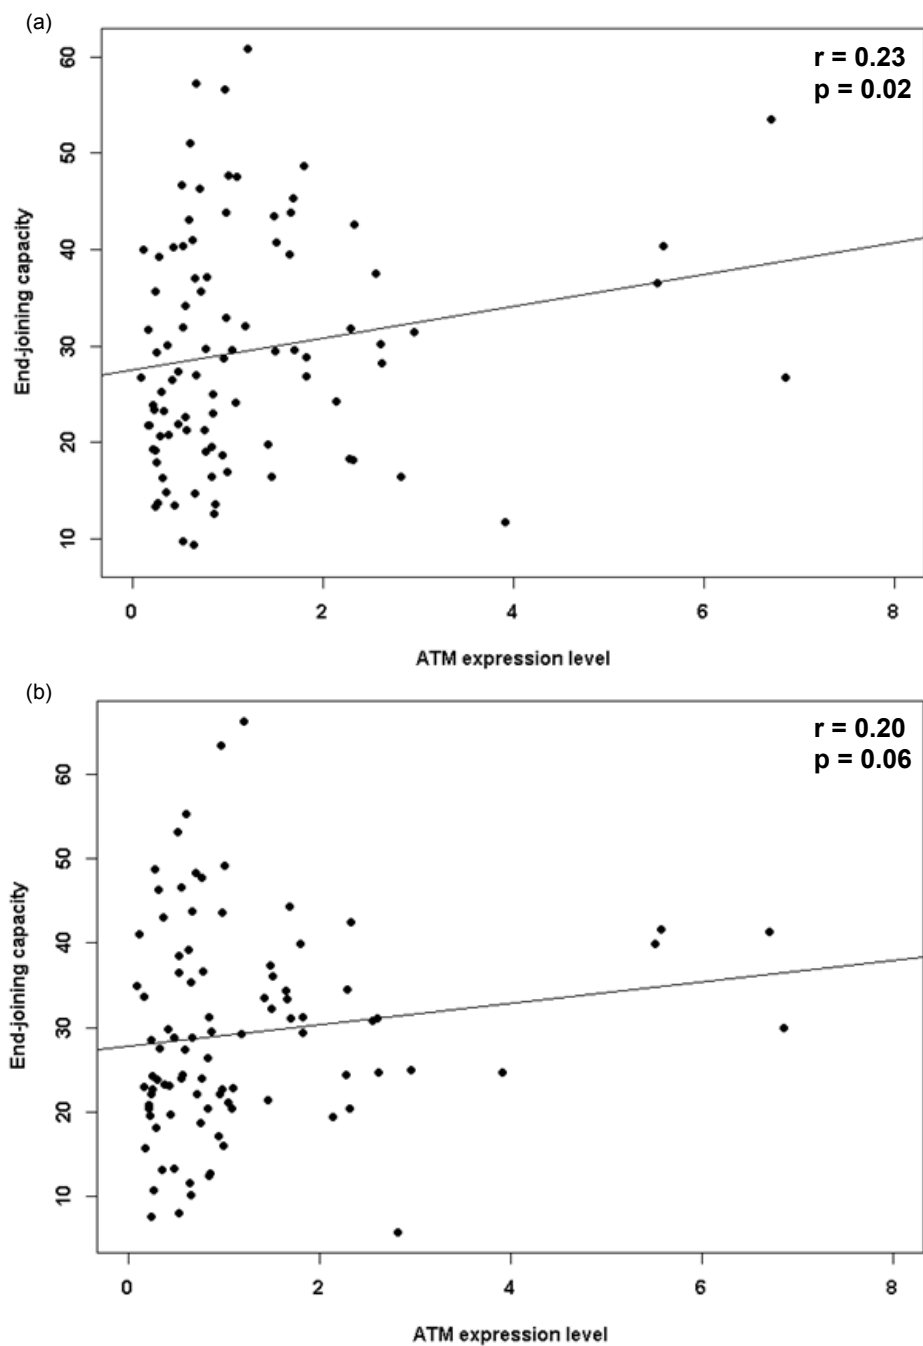 (a)
r = 0.23
p = 0.02
60
50
40
30
20
10
End-joining capacity
0 2 4 6 8
ATM expression level
(b)
r = 0.20
p = 0.06
60
50
40
30
20
10
End-joining capacity
0 2 4 6 8
ATM expression level